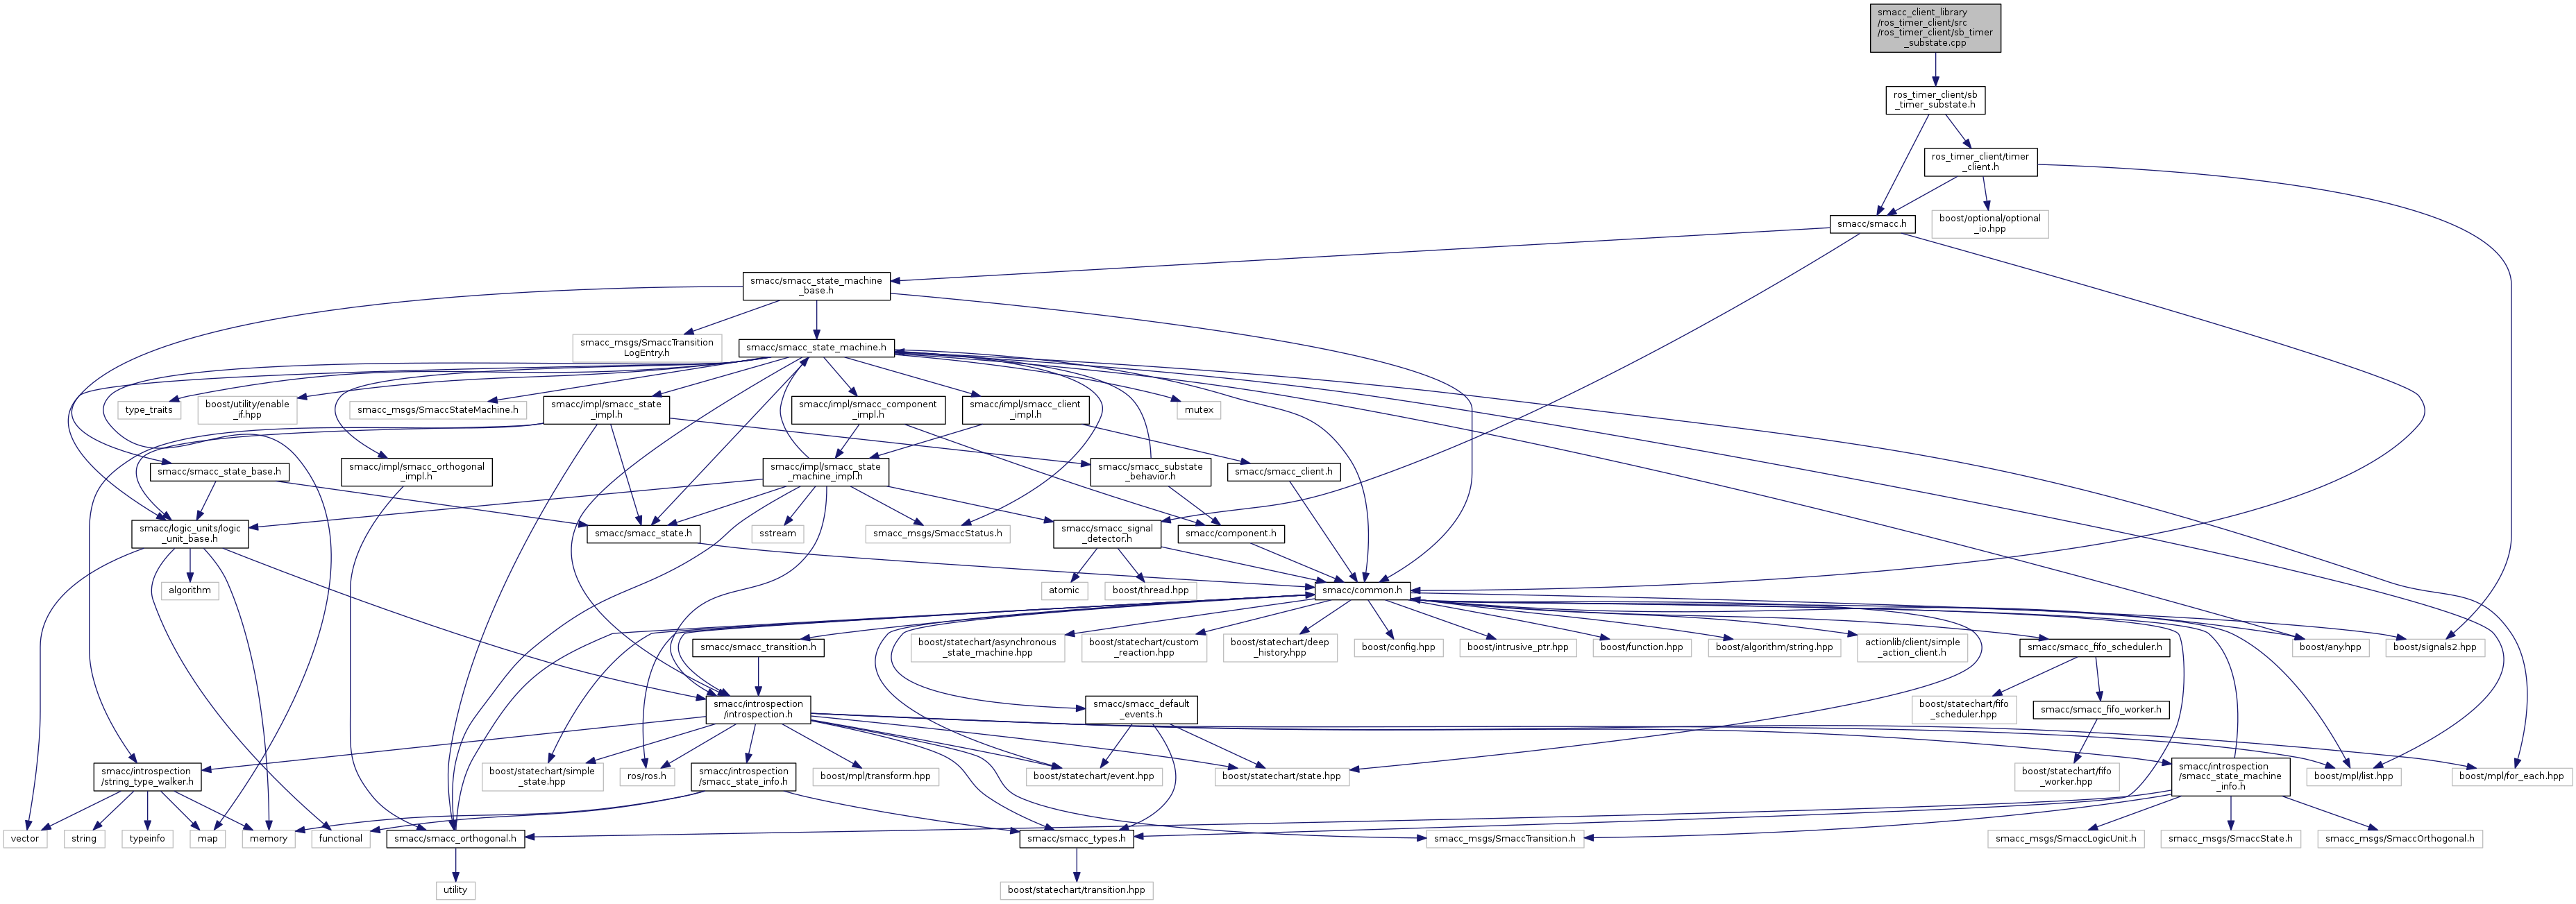 smacc_client_library
/ros_timer_client/src
/ros_timer_client/sb_timer
_substate.cpp
ros_timer_client/sb
_timer_substate.h
ros_timer_client/timer
_client.h
smacc/smacc.h
boost/optional/optional
_io.hpp
smacc/smacc_state_machine
_base.h
smacc_msgs/SmaccTransition
LogEntry.h
smacc/smacc_state_machine.h
type_traits
boost/utility/enable
_if.hpp
smacc_msgs/SmaccStateMachine.h
smacc/impl/smacc_state
_impl.h
smacc/impl/smacc_component
_impl.h
smacc/impl/smacc_client
_impl.h
mutex
smacc/smacc_state_base.h
smacc/impl/smacc_orthogonal
_impl.h
smacc/impl/smacc_state
_machine_impl.h
smacc/smacc_substate
_behavior.h
smacc/smacc_client.h
smacc/logic_units/logic
_unit_base.h
smacc/smacc_state.h
sstream
smacc_msgs/SmaccStatus.h
smacc/smacc_signal
_detector.h
smacc/component.h
algorithm
atomic
boost/thread.hpp
smacc/common.h
smacc/smacc_transition.h
boost/statechart/asynchronous
_state_machine.hpp
boost/statechart/custom
_reaction.hpp
boost/statechart/deep
_history.hpp
boost/config.hpp
boost/intrusive_ptr.hpp
boost/function.hpp
boost/algorithm/string.hpp
actionlib/client/simple
_action_client.h
smacc/smacc_fifo_scheduler.h
boost/any.hpp
boost/signals2.hpp
smacc/introspection
/introspection.h
smacc/smacc_default
_events.h
boost/statechart/fifo
_scheduler.hpp
smacc/smacc_fifo_worker.h
smacc/introspection
/string_type_walker.h
boost/statechart/simple
_state.hpp
ros/ros.h
smacc/introspection
/smacc_state_info.h
boost/mpl/transform.hpp
boost/statechart/event.hpp
boost/statechart/state.hpp
boost/statechart/fifo
_worker.hpp
smacc/introspection
/smacc_state_machine
_info.h
boost/mpl/list.hpp
boost/mpl/for_each.hpp
vector
string
typeinfo
map
memory
functional
smacc/smacc_orthogonal.h
smacc/smacc_types.h
smacc_msgs/SmaccTransition.h
smacc_msgs/SmaccLogicUnit.h
smacc_msgs/SmaccState.h
smacc_msgs/SmaccOrthogonal.h
utility
boost/statechart/transition.hpp